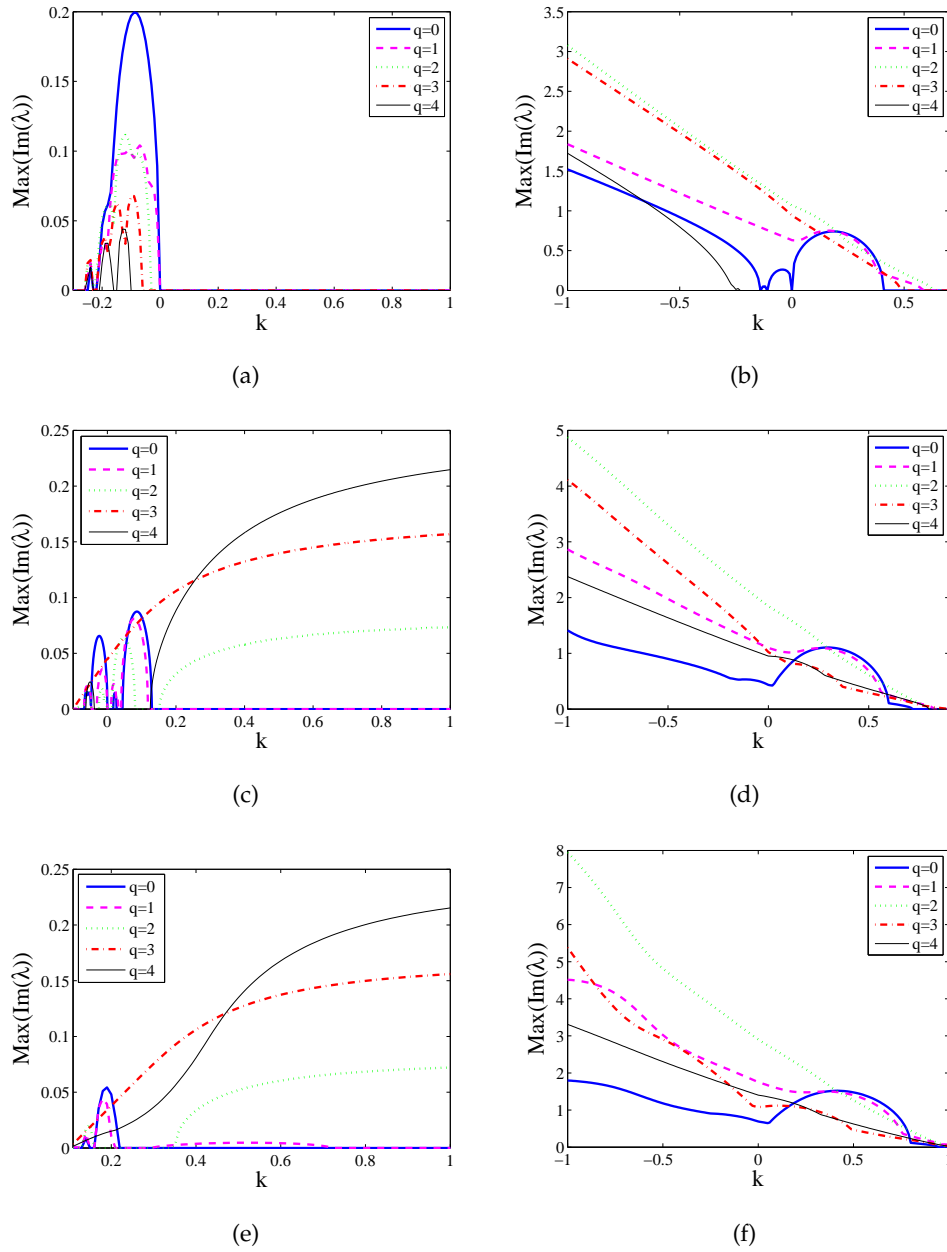 Max(Im(λ))
0.2
0.15
0.1
0.05
0
−0.2 0 0.2 0.4 0.6 0.8 1
k
q=0
q=1
q=2
q=3
q=4
(a)
Max(Im(λ))
3.5
3
2.5
2
1.5
1
0.5
0
−1 −0.5 0 0.5
k
q=0
q=1
q=2
q=3
q=4
(b)
Max(Im(λ))
0.25
0.2
0.15
0.1
0.05
0
0 0.2 0.4 0.6 0.8 1
k
q=0
q=1
q=2
q=3
q=4
(c)
Max(Im(λ))
5
4
3
2
1
0
−1 −0.5 0 0.5
k
q=0
q=1
q=2
q=3
q=4
(d)
Max(Im(λ))
0.25
0.2
0.15
0.1
0.05
0
0.2 0.4 0.6 0.8 1
k
q=0
q=1
q=2
q=3
q=4
(e)
Max(Im(λ))
8
7
6
5
4
3
2
1
0
−1 −0.5 0 0.5 1
k
q=0
q=1
q=2
q=3
q=4
(f)